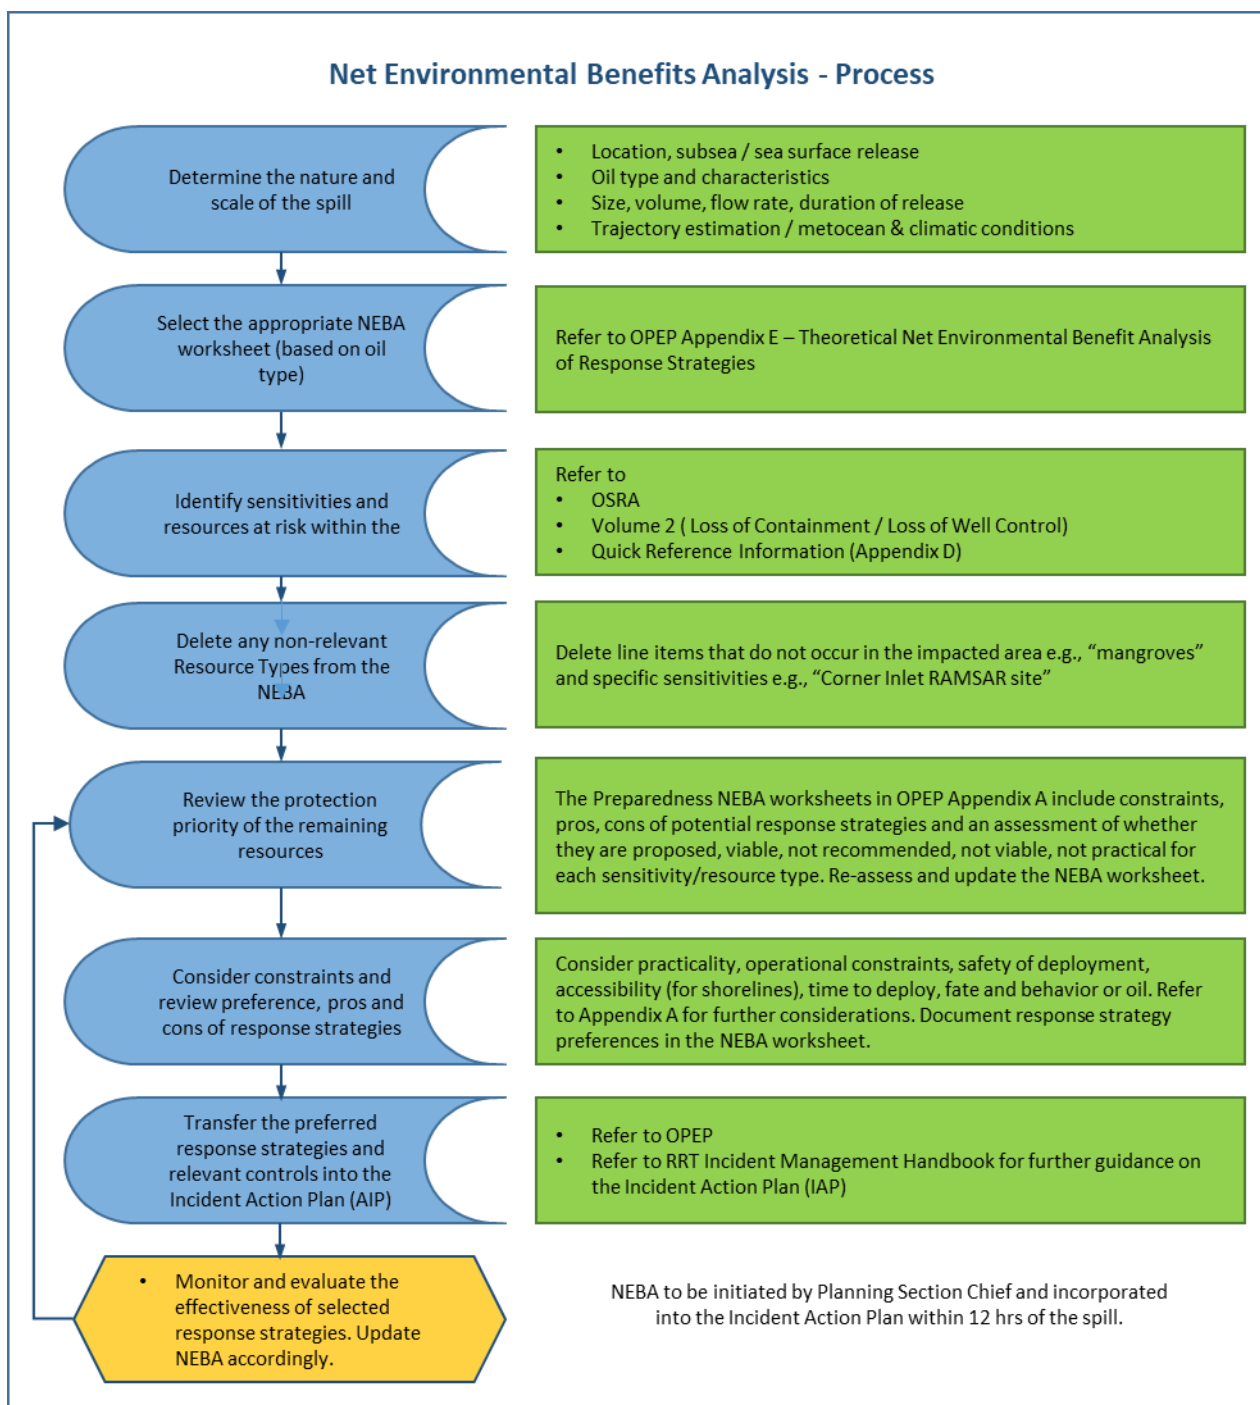 Net Environmental Benefits Analysis - Process
Determine the nature and
scale of the spill
• Location, subsea / sea surface release
• Oil type and characteristics
• Size, volume, flow rate, duration of release
• Trajectory estimation / metocean & climatic conditions
Select the appropriate NEBA
worksheet (based on oil
type)
Refer to OPEP Appendix E – Theoretical Net Environmental Benefit Analysis
of Response Strategies
Identify sensitivities and
resources at risk within the
Refer to
• OSRA
• Volume 2 ( Loss of Containment / Loss of Well Control)
• Quick Reference Information (Appendix D)
Delete any non-relevant
Resource Types from the
NEBA
Delete line items that do not occur in the impacted area e.g., “mangroves”
and specific sensitivities e.g., “Corner Inlet RAMSAR site”
Review the protection
priority of the remaining
resources
The Preparedness NEBA worksheets in OPEP Appendix A include constraints,
pros, cons of potential response strategies and an assessment of whether
they are proposed, viable, not recommended, not viable, not practical for
each sensitivity/resource type. Re-assess and update the NEBA worksheet.
Consider constraints and
review preference, pros and
cons of response strategies
Consider practicality, operational constraints, safety of deployment,
accessibility (for shorelines), time to deploy, fate and behavior or oil. Refer
to Appendix A for further considerations. Document response strategy
preferences in the NEBA worksheet.
Transfer the preferred
response strategies and
relevant controls into the
Incident Action Plan (AIP)
• Refer to OPEP
• Refer to RRT Incident Management Handbook for further guidance on
the Incident Action Plan (IAP)
• Monitor and evaluate the
effectiveness of selected
response strategies. Update
NEBA accordingly.
NEBA to be initiated by Planning Section Chief and incorporated
into the Incident Action Plan within 12 hrs of the spill.